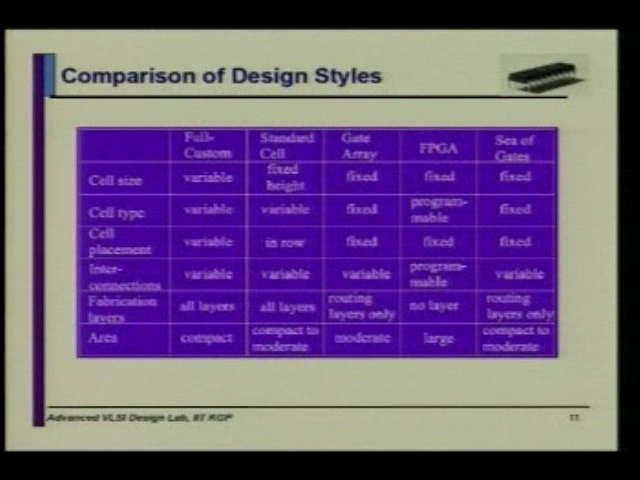 Comparison of Design Styles
Full- Standard Gate FPGA Sea of
Custom Cell Array Gates
Cell size variable fixed height fixed fixed fixed
Cell type variable variable fixed program-mable fixed
Cell placement variable in row fixed fixed fixed
Inter-connections variable variable variable program-mable variable
Fabrication layers all layers all layers routing layers only no layer routing layers only
Area compact compact to moderate moderate large compact to moderate
Advanced VLSI Design Lab, IIT KGP 11